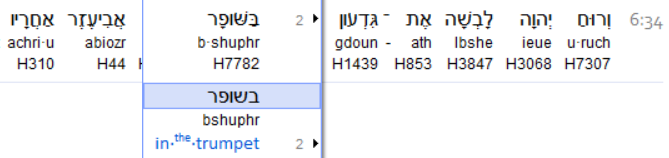 6:34 וְרוּחַ יְהוָה לָבְשָׁה אֶת ־ גִּדְעוֹן 2 בַּשּׁוֹפָר אֲבִיעֶזֶר אַחֲרָיו
achri·u abiozr b·shuphr gdoun - ath lbshe ieue u·ruch
H310 H44 H7782 H1439 H853 H3847 H3068 H7307
בשופר
bshuphr
in·the·trumpet 2